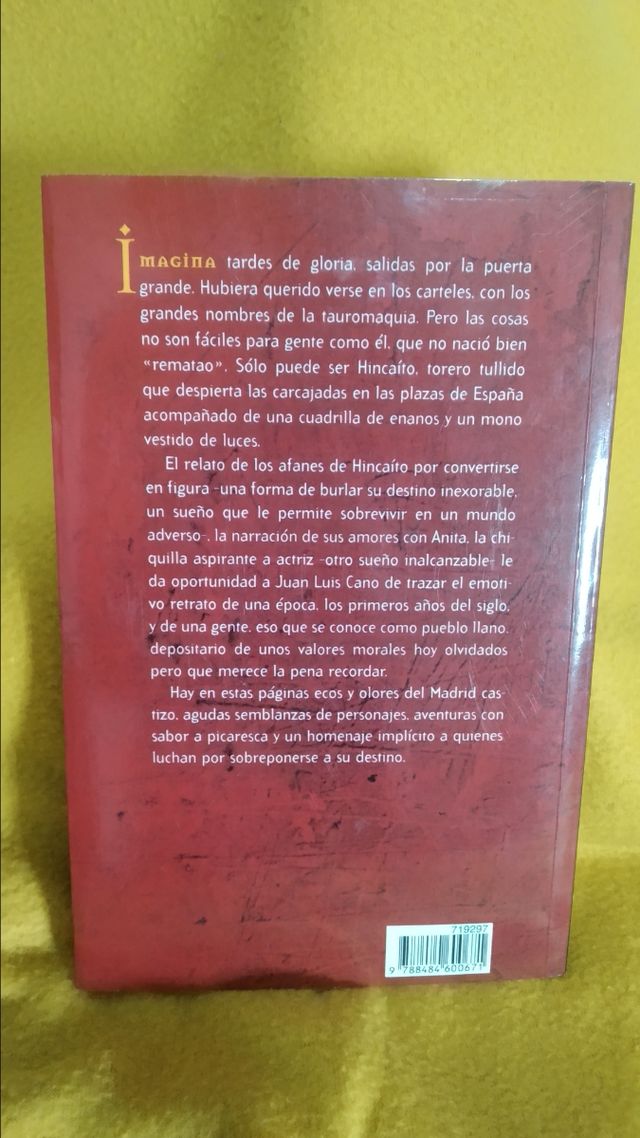 Imagina tardes de gloria, salidas por la puerta
grande. Hubiera querido verse en los carteles, con los
grandes nombres de la tauromaquia. Pero las cosas
no son fáciles para gente como él, que no nació bien
«rematao». Sólo puede ser Hincaíto, torero tullido
que despierta las carcajadas en las plazas de España
acompañado de una cuadrilla de enanos y un mono
vestido de luces.
El relato de los afanes de Hincaíto por convertirse
en figura -una forma de burlar su destino inexorable,
un sueño que le permite sobrevivir en un mundo
adverso-, la narración de sus amores con Anita, la chi-
quilla aspirante a actriz -otro sueño inalcanzable- le
da oportunidad a Juan Luis Cano de trazar el emoti-
vo retrato de una época, los primeros años del siglo,
y de una gente, eso que se conoce como pueblo llano,
depositario de unos valores morales hoy olvidados
pero que merece la pena recordar.
Hay en estas páginas ecos y olores del Madrid cas-
tizo, agudas semblanzas de personajes, aventuras con
sabor a picaresca y un homenaje implícito a quienes
luchan por sobreponerse a su destino.
719297
9 788484 600671